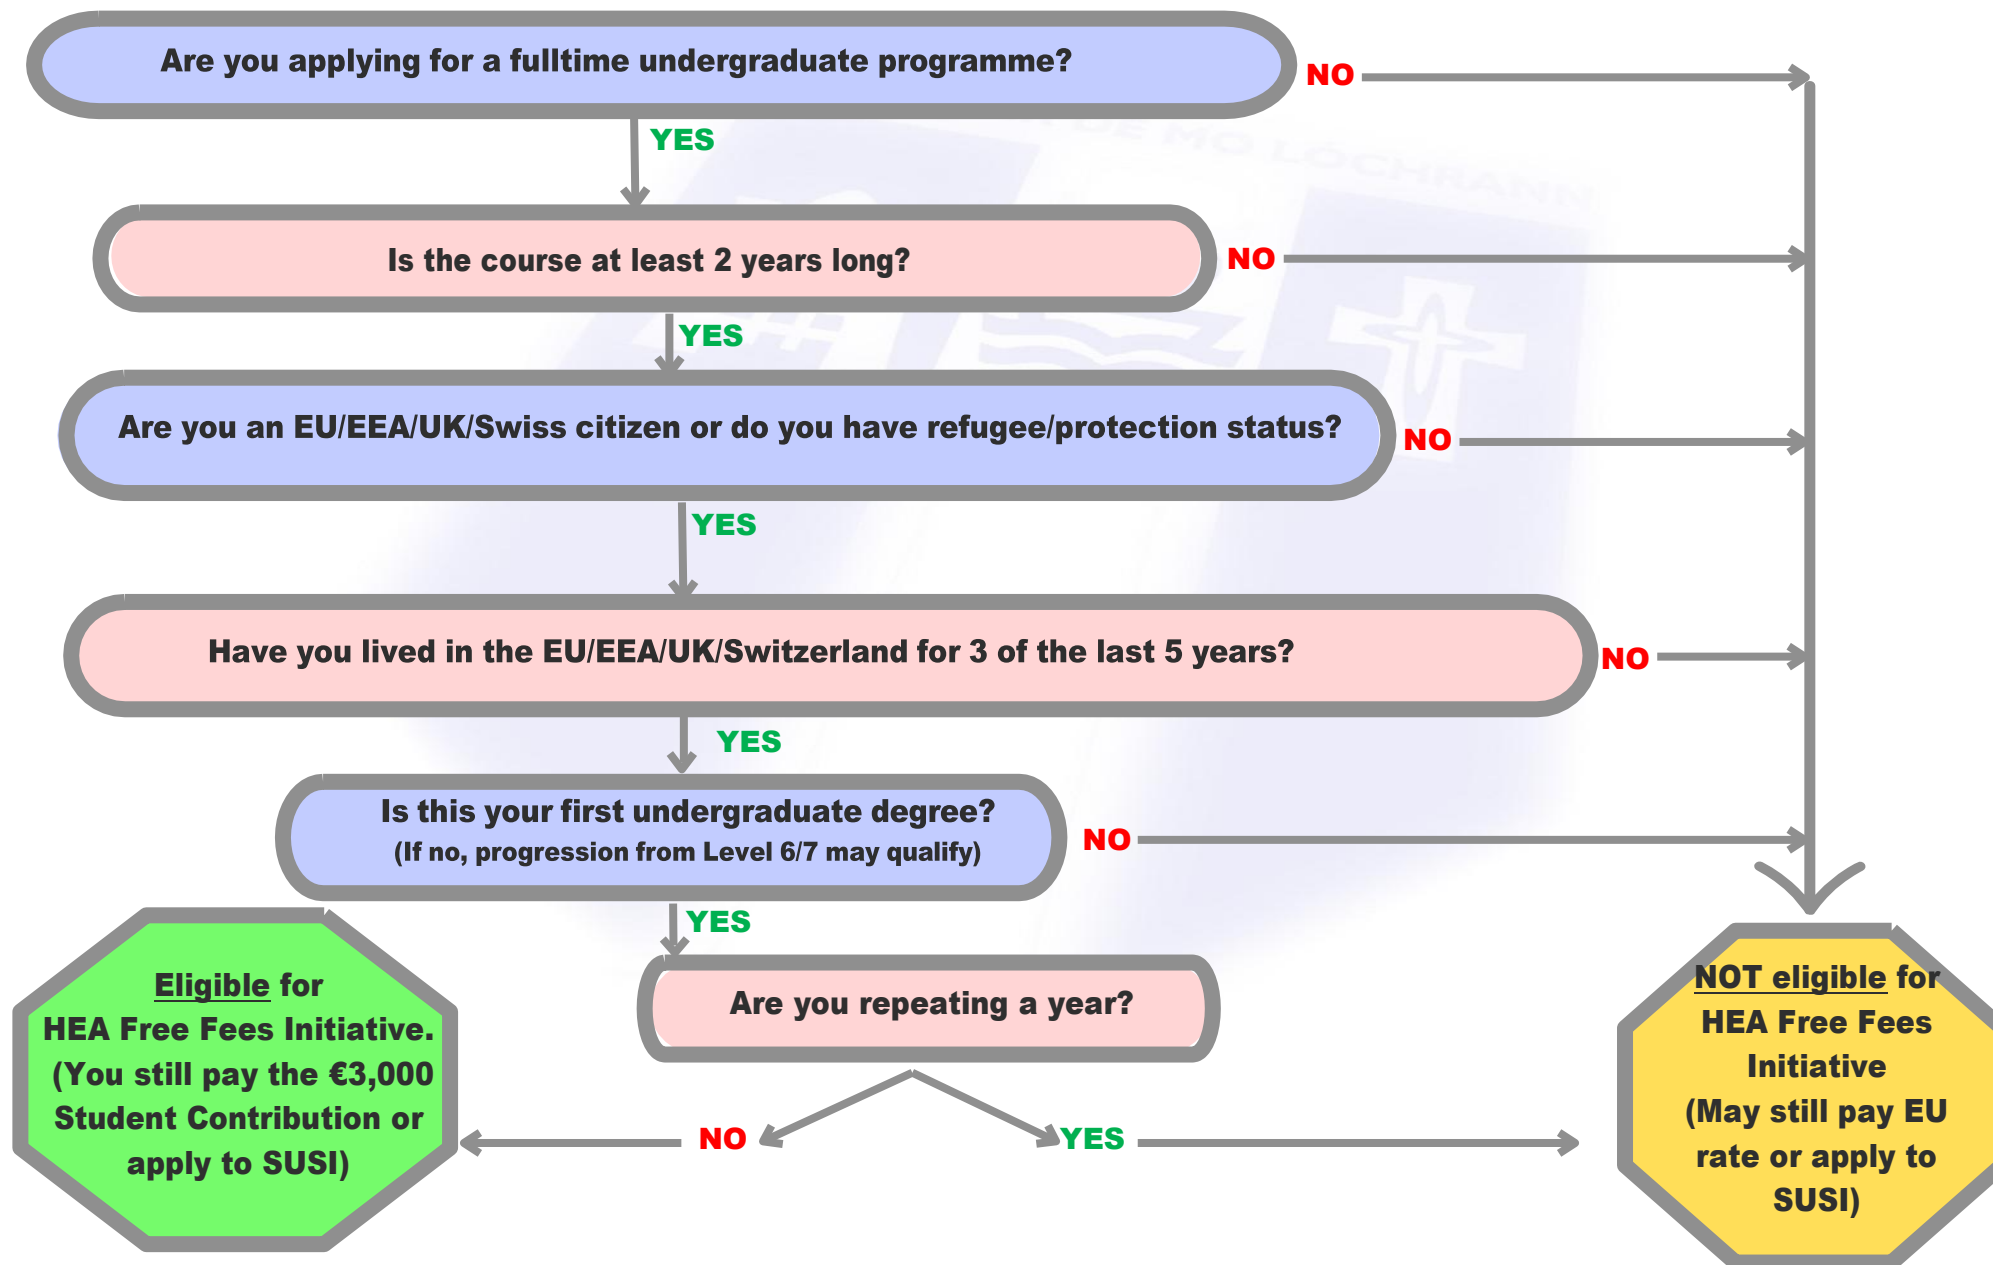 Are you applying for a fulltime undergraduate programme?
NO
YES
DE MO LÓCHRANN
Is the course at least 2 years long?
NO
YES
Are you an EU/EEA/UK/Swiss citizen or do you have refugee/protection status?
NO
YES
Have you lived in the EU/EEA/UK/Switzerland for 3 of the last 5 years?
NO
YES
Is this your first undergraduate degree?
(If no, progression from Level 6/7 may qualify)
NO
YES
Are you repeating a year?
NO
YES
Eligible for
HEA Free Fees Initiative.
(You still pay the €3,000
Student Contribution or
apply to SUSI)
NOT eligible for
HEA Free Fees
Initiative
(May still pay EU
rate or apply to
SUSI)